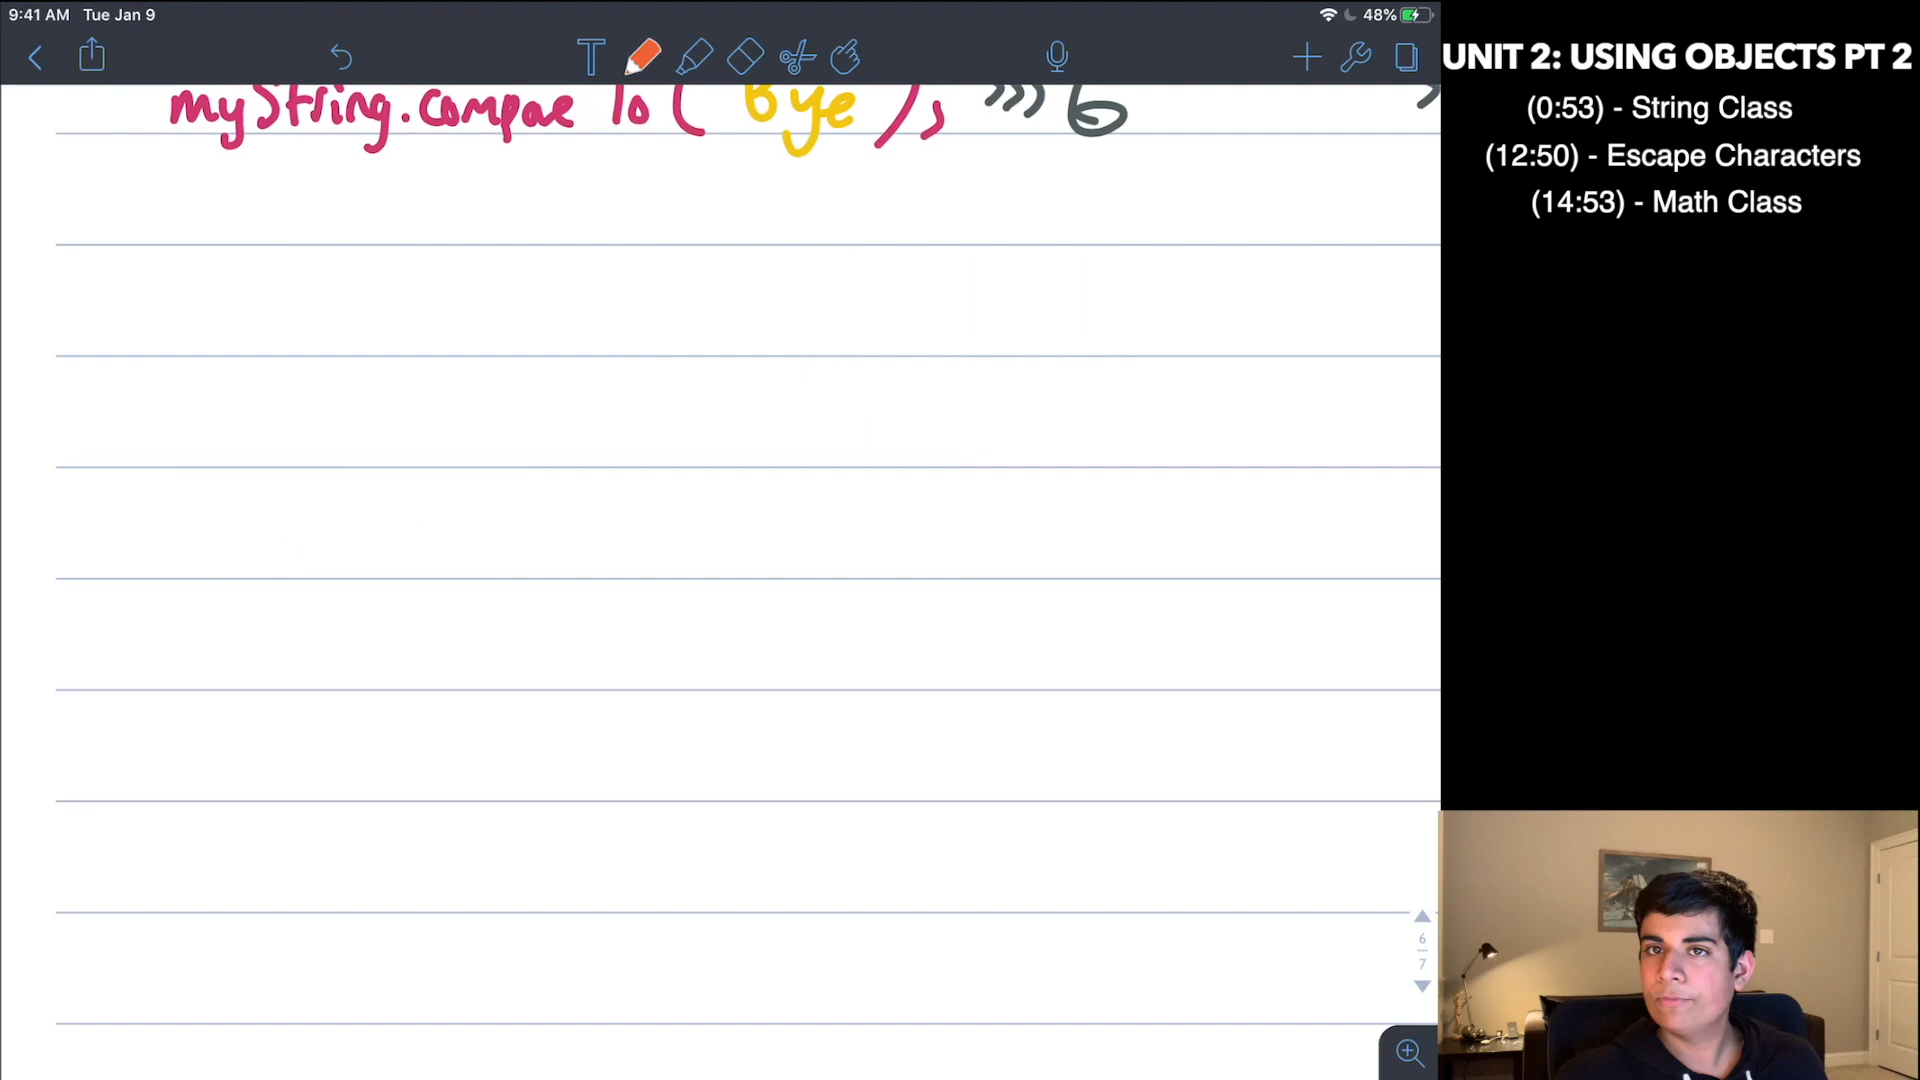 9:41 AM Tue Jan 9
48%
UNIT 2: USING OBJECTS PT 2
(0:53) - String Class
(12:50) - Escape Characters
(14:53) - Math Class
T
myString.compareTo("Bye"); 6
6
7